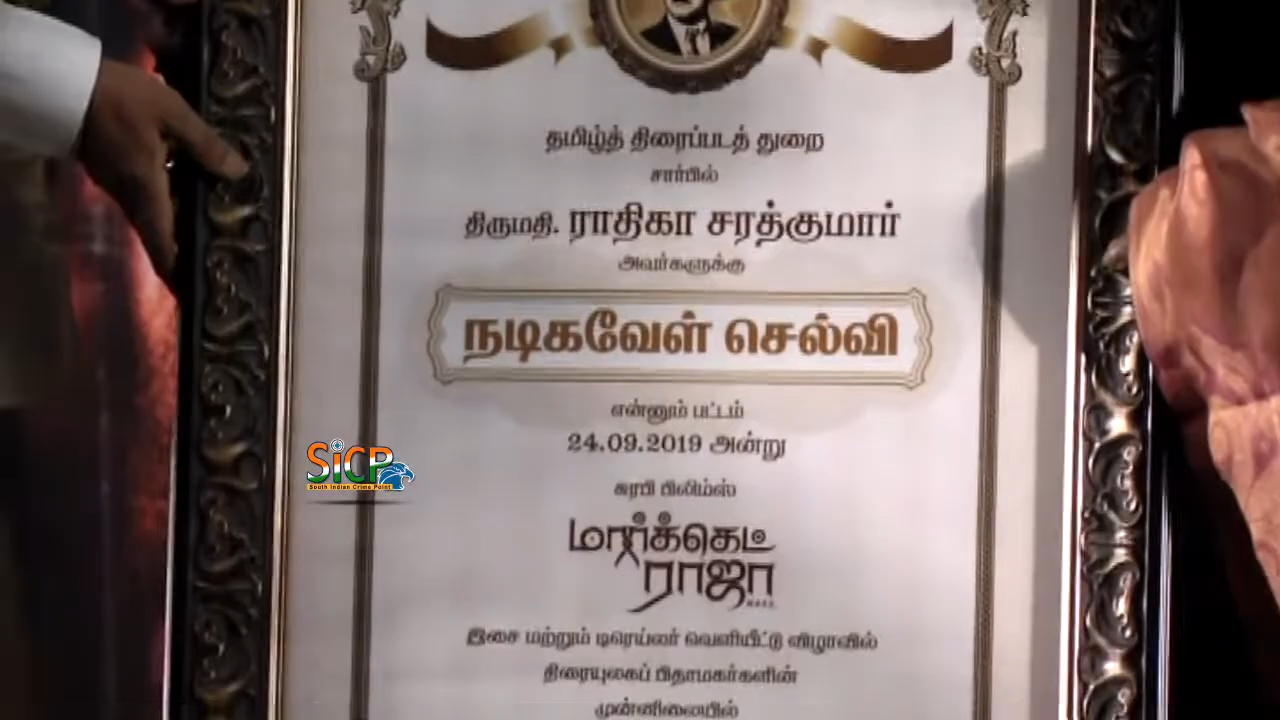 தமிழ்த் திரைப்படத் துறை
சார்பில்
திருமதி. ராதிகா சரத்குமார்
அவர்களுக்கு
நடிகவேள் செல்வி
என்னும் பட்டம்
24.09.2019 அன்று
SiCP
South Indian Crime Point
சுரபி பிலிம்ஸ்
மார்க்கெட்
ராஜா
இசை மற்றும் டிரெய்லர் வெளியீட்டு விழாவில்
திரையுலகப் பிதாமகர்களின்
முன்னிலையில்